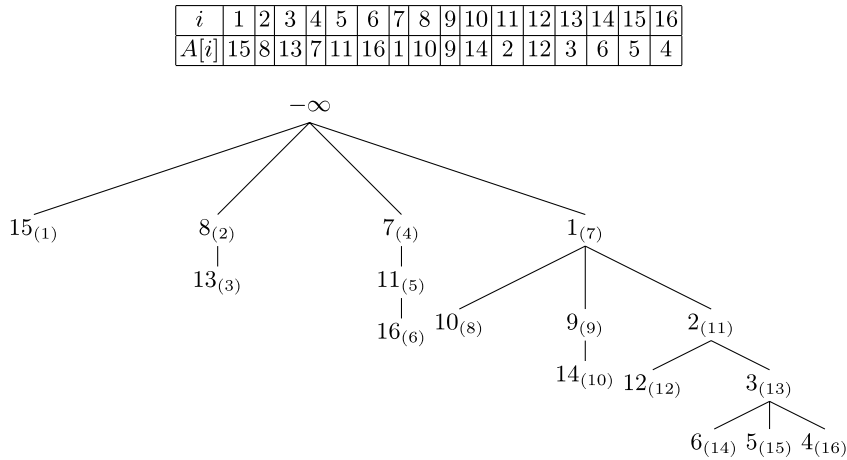 i 1 2 3 4 5 6 7 8 9 10 11 12 13 14 15 16
A[i] 15 8 13 7 11 16 1 10 9 14 2 12 3 6 5 4
−∞
15(1) 8(2) 7(4) 1(7)
13(3) 11(5)
16(6) 10(8) 9(9) 2(11)
14(10) 12(12) 3(13)
6(14) 5(15) 4(16)